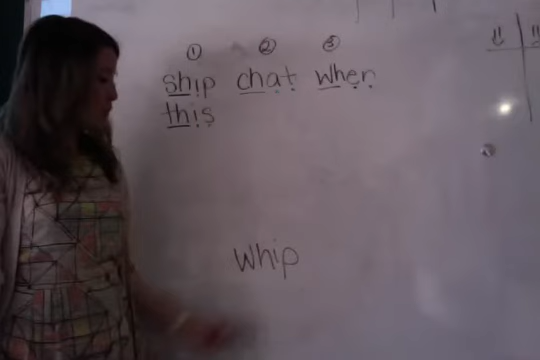 ① ② ③
ship chat when
this
whip